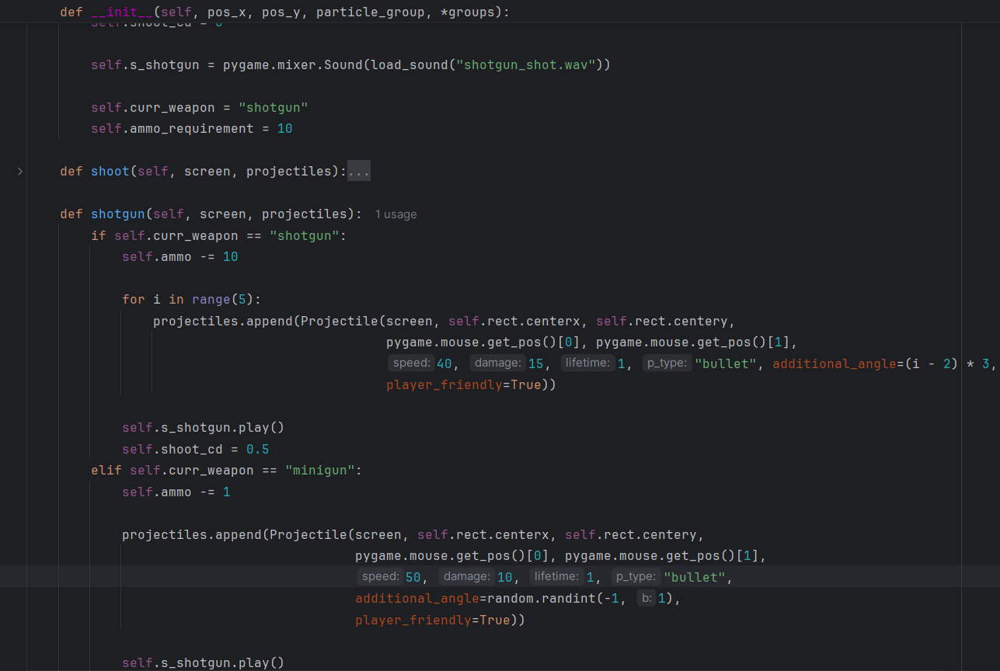 def __init__(self, pos_x, pos_y, particle_group, *groups):
self.shoot_cd = 0
self.s_shotgun = pygame.mixer.Sound(load_sound("shotgun_shot.wav"))
self.curr_weapon = "shotgun"
self.ammo_requirement = 10
def shoot(self, screen, projectiles):...
def shotgun(self, screen, projectiles): 1 usage
if self.curr_weapon == "shotgun":
self.ammo -= 10
for i in range(5):
projectiles.append(Projectile(screen, self.rect.centerx, self.rect.centery,
pygame.mouse.get_pos()[0], pygame.mouse.get_pos()[1],
speed: 40, damage: 15, lifetime: 1, p_type: "bullet", additional_angle=(i - 2) * 3,
player_friendly=True))
self.s_shotgun.play()
self.shoot_cd = 0.5
elif self.curr_weapon == "minigun":
self.ammo -= 1
projectiles.append(Projectile(screen, self.rect.centerx, self.rect.centery,
pygame.mouse.get_pos()[0], pygame.mouse.get_pos()[1],
speed: 50, damage: 10, lifetime: 1, p_type: "bullet",
additional_angle=random.randint(-1, b: 1),
player_friendly=True))
self.s_shotgun.play()